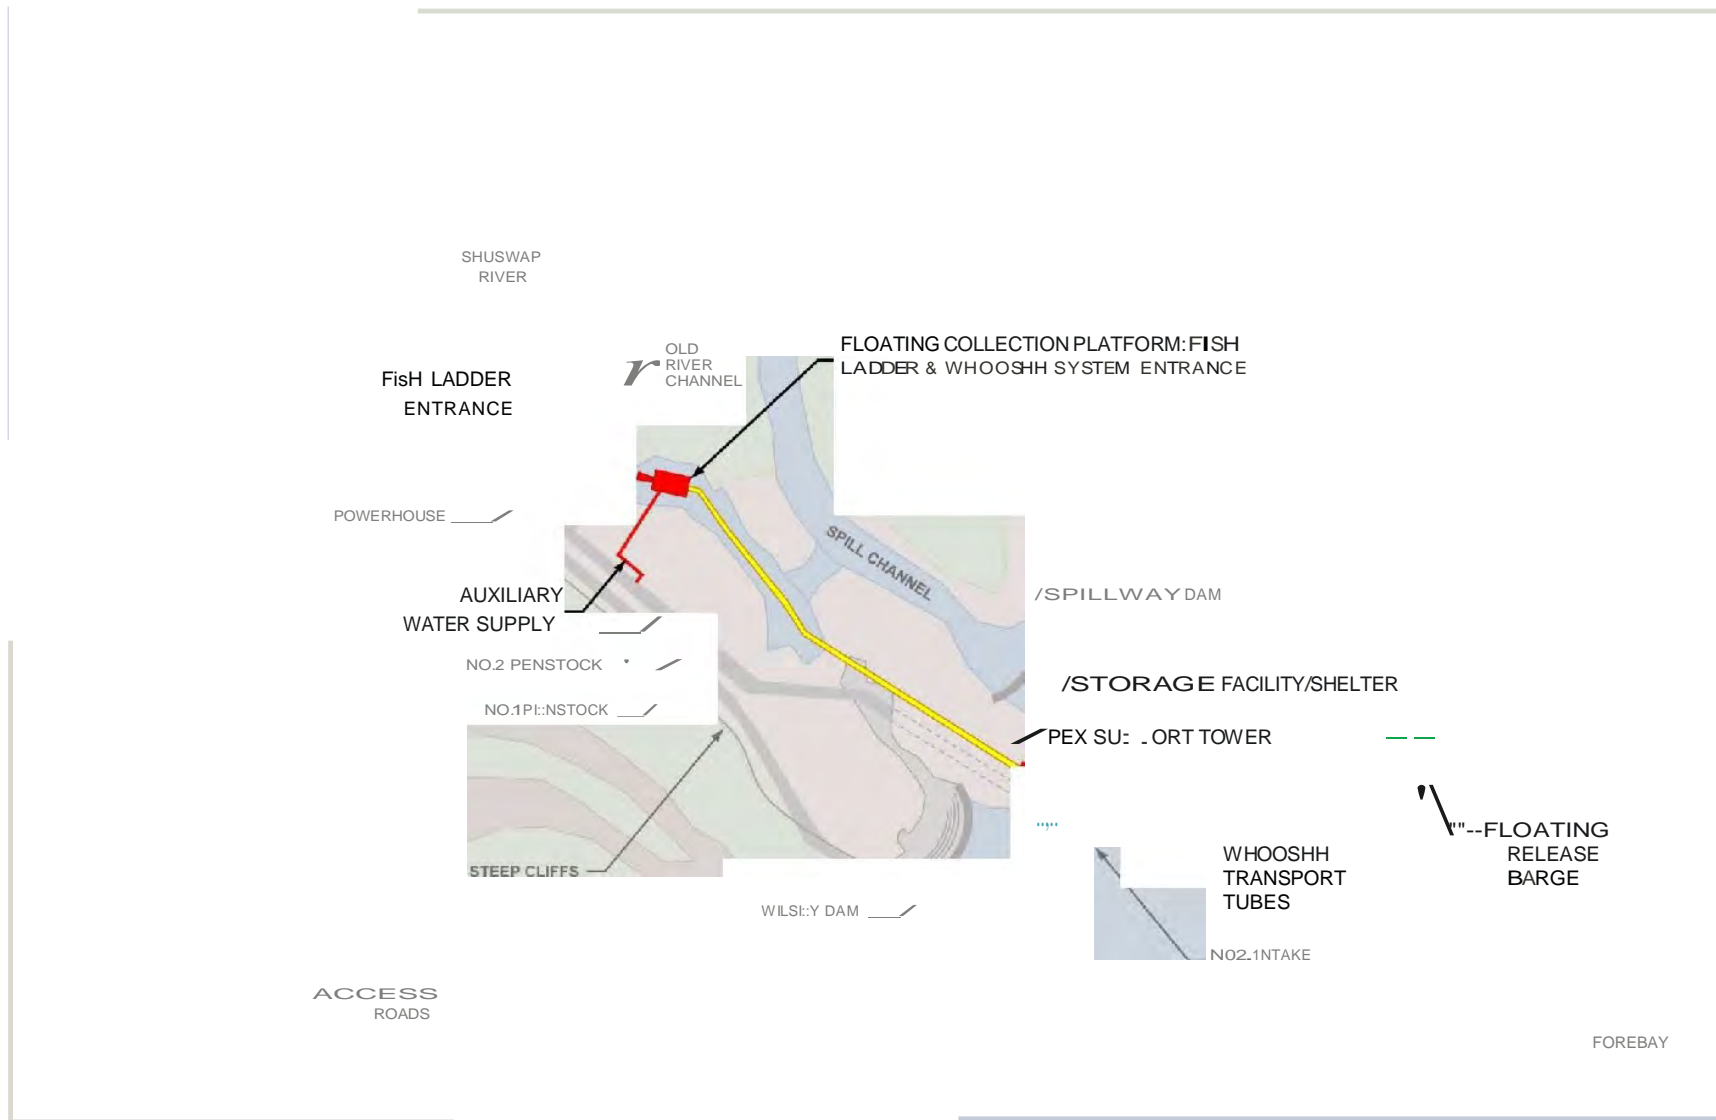 SHUSWAP
RIVER
OLD
RIVER
CHANNEL
FLOATING COLLECTION PLATFORM: FISH
LADDER & WHOOSHH SYSTEM ENTRANCE
FisH LADDER
ENTRANCE
POWERHOUSE
SPILL CHANNEL
AUXILIARY
WATER SUPPLY
/SPILLWAY DAM
NO.2 PENSTOCK
/STORAGE FACILITY/SHELTER
NO.1 PI::NSTOCK
PEX SU: . ORT TOWER
""--FLOATING
RELEASE
BARGE
WHOOSHH
TRANSPORT
TUBES
STEEP CLIFFS
WILSI::Y DAM
N02.1NTAKE
ACCESS
ROADS
FOREBAY